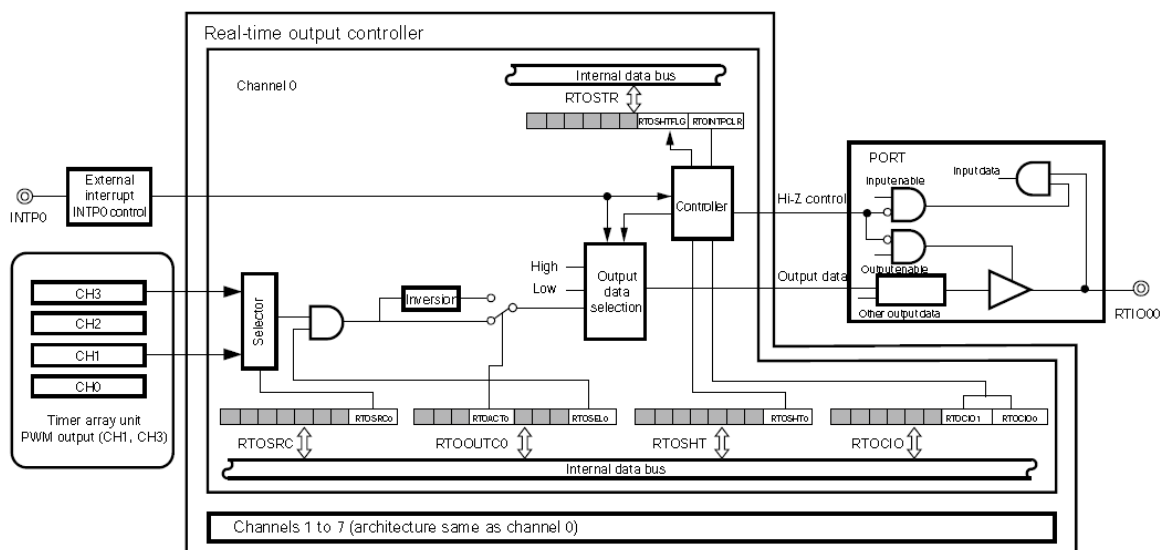 Real-time output controller
Channel 0
Internal data bus
RTOSTR
RTOSHTFLG RTOINTPCLR
PORT
Input data
Input enable
External
interrupt
INTP0 control
INTP0
Controller
Hi-Z control
Output enable
High
Low
Output
data
selection
Output data
Other output data
RTIO00
CH3
CH2
CH1
CH0
Timer array unit
PWM output (CH1, CH3)
Selector
Inversion
RTOSRC0
RTOACT0
RTOSEL0
RTOSHT0
RTOCIO1
RTOCIO0
RTOSRC
RTOOUTC0
RTOSHT
RTOCIO
Internal data bus
Channels 1 to 7 (architecture same as channel 0)